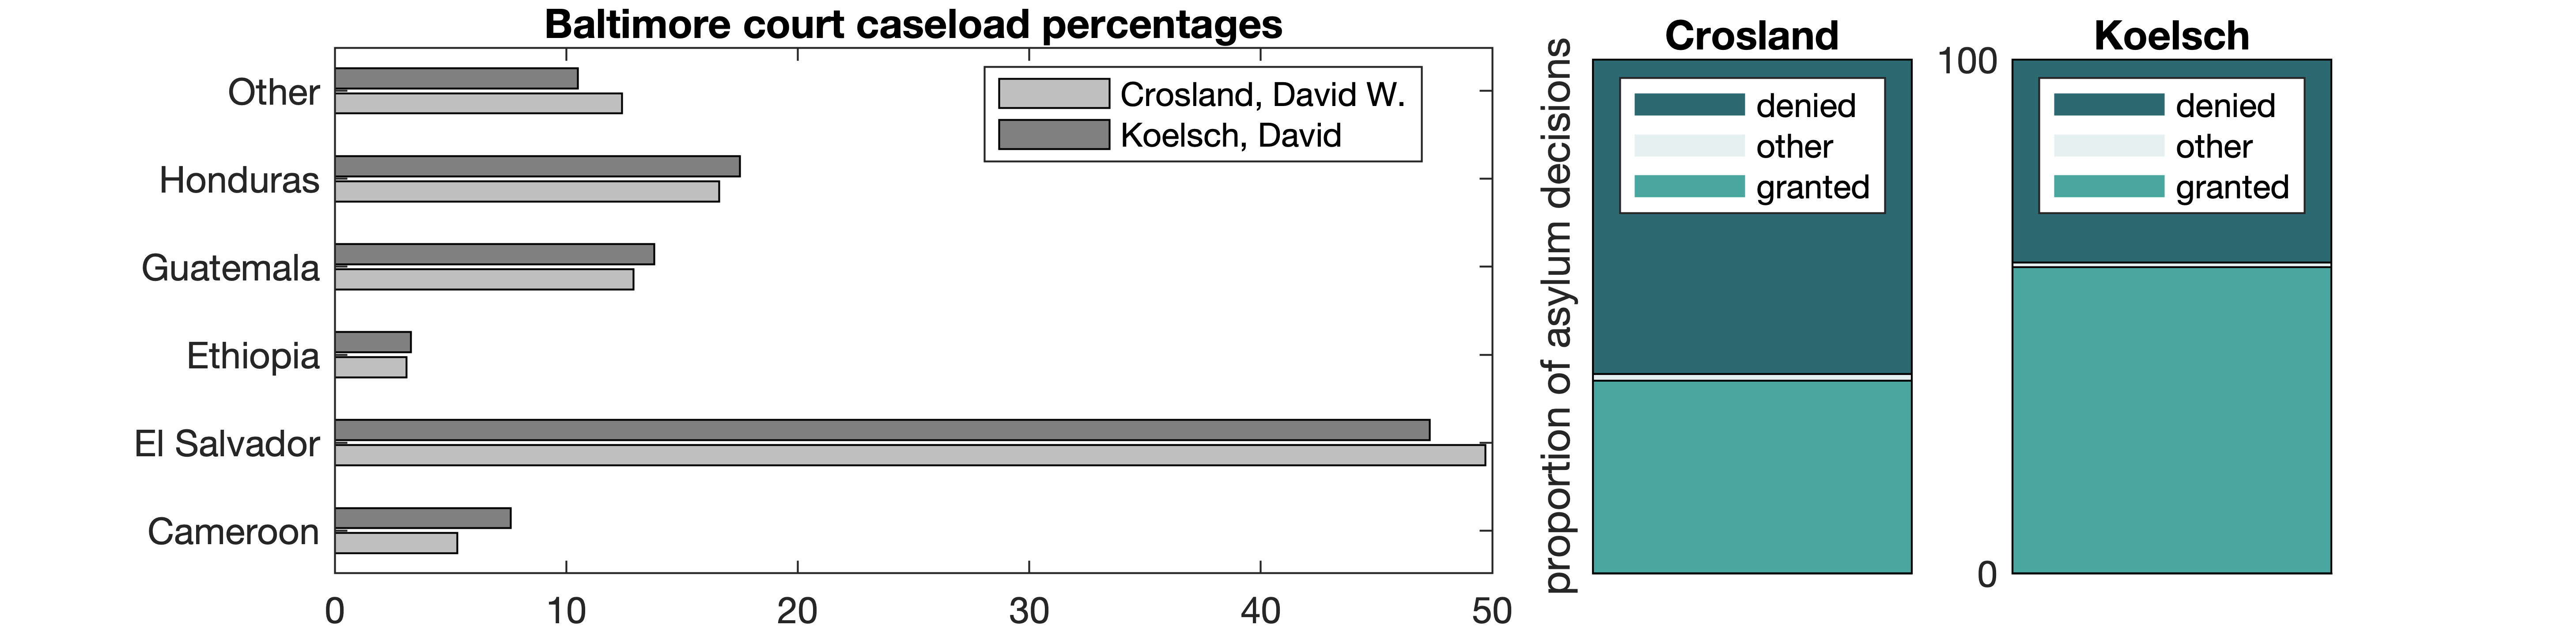 Baltimore court caseload percentages
Other
Honduras
Guatemala
Ethiopia
El Salvador
Cameroon
0 10 20 30 40 50
Crosland, David W.
Koelsch, David
proportion of asylum decisions
Crosland
denied
other
granted
Koelsch
100
0
denied
other
granted